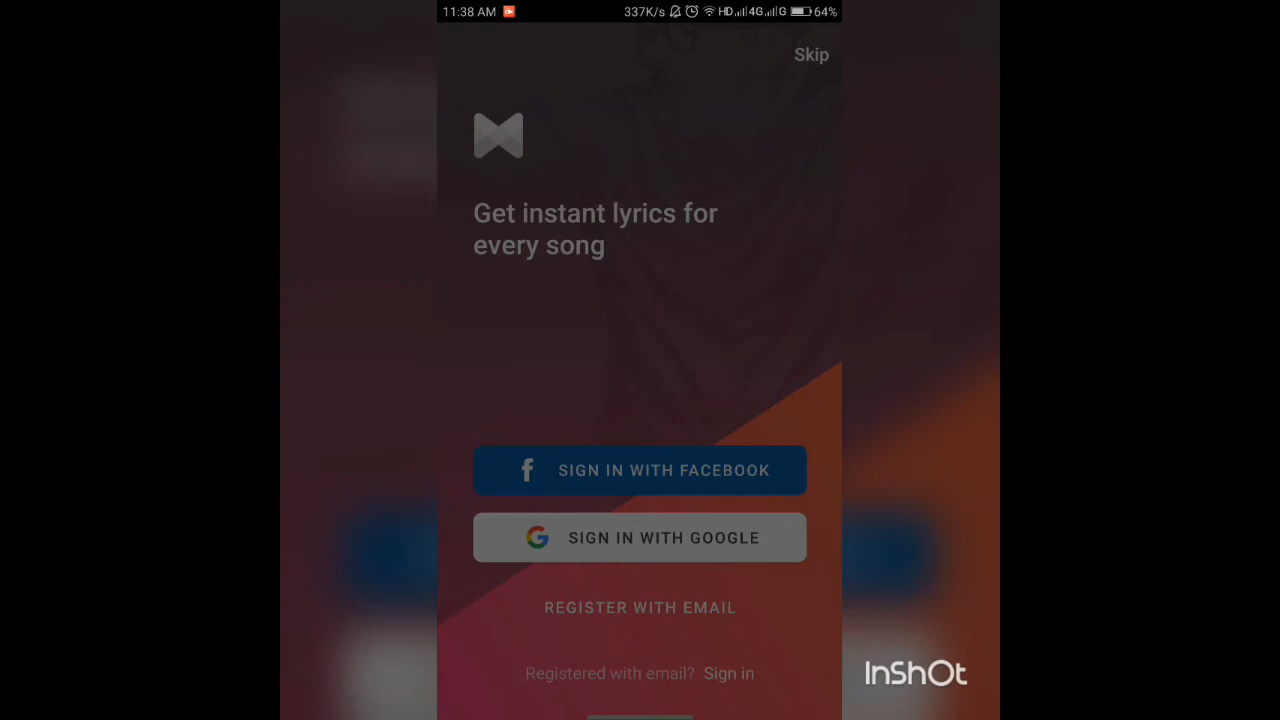 11:38 AM 337K/s HD 4G G 64%
Skip
Get instant lyrics for
every song
SIGN IN WITH FACEBOOK
SIGN IN WITH GOOGLE
REGISTER WITH EMAIL
Registered with email? Sign in
InShOt